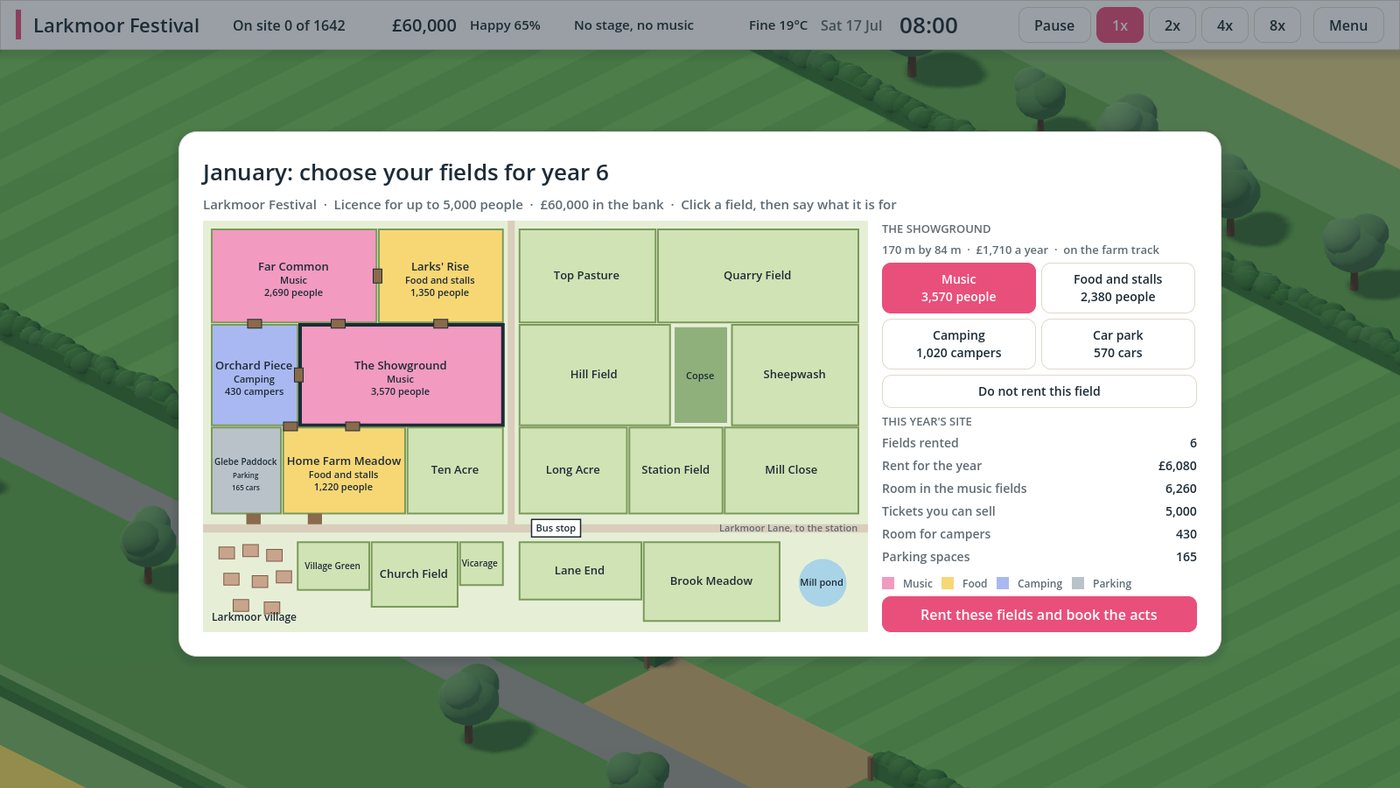 Larkmoor Festival
On site 0 of 1642
£60,000
Happy 65%
No stage, no music
Fine 19°C
Sat 17 Jul
08:00
Pause
1x
2x
4x
8x
Menu
January: choose your fields for year 6
Larkmoor Festival · Licence for up to 5,000 people · £60,000 in the bank · Click a field, then say what it is for
Far Common
Music
2,690 people
Larks' Rise
Food and stalls
1,350 people
Top Pasture
Quarry Field
Orchard Piece
Camping
430 campers
The Showground
Music
3,570 people
Hill Field
Copse
Sheepwash
Glebe Paddock
Parking
165 cars
Home Farm Meadow
Food and stalls
1,220 people
Ten Acre
Long Acre
Station Field
Mill Close
Bus stop
Larkmoor Lane, to the station
Village Green
Church Field
Vicarage
Lane End
Brook Meadow
Mill pond
Larkmoor village
THE SHOWGROUND
170 m by 84 m · £1,710 a year · on the farm track
Music
3,570 people
Food and stalls
2,380 people
Camping
1,020 campers
Car park
570 cars
Do not rent this field
THIS YEAR'S SITE
Fields rented 6
Rent for the year £6,080
Room in the music fields 6,260
Tickets you can sell 5,000
Room for campers 430
Parking spaces 165
Music
Food
Camping
Parking
Rent these fields and book the acts